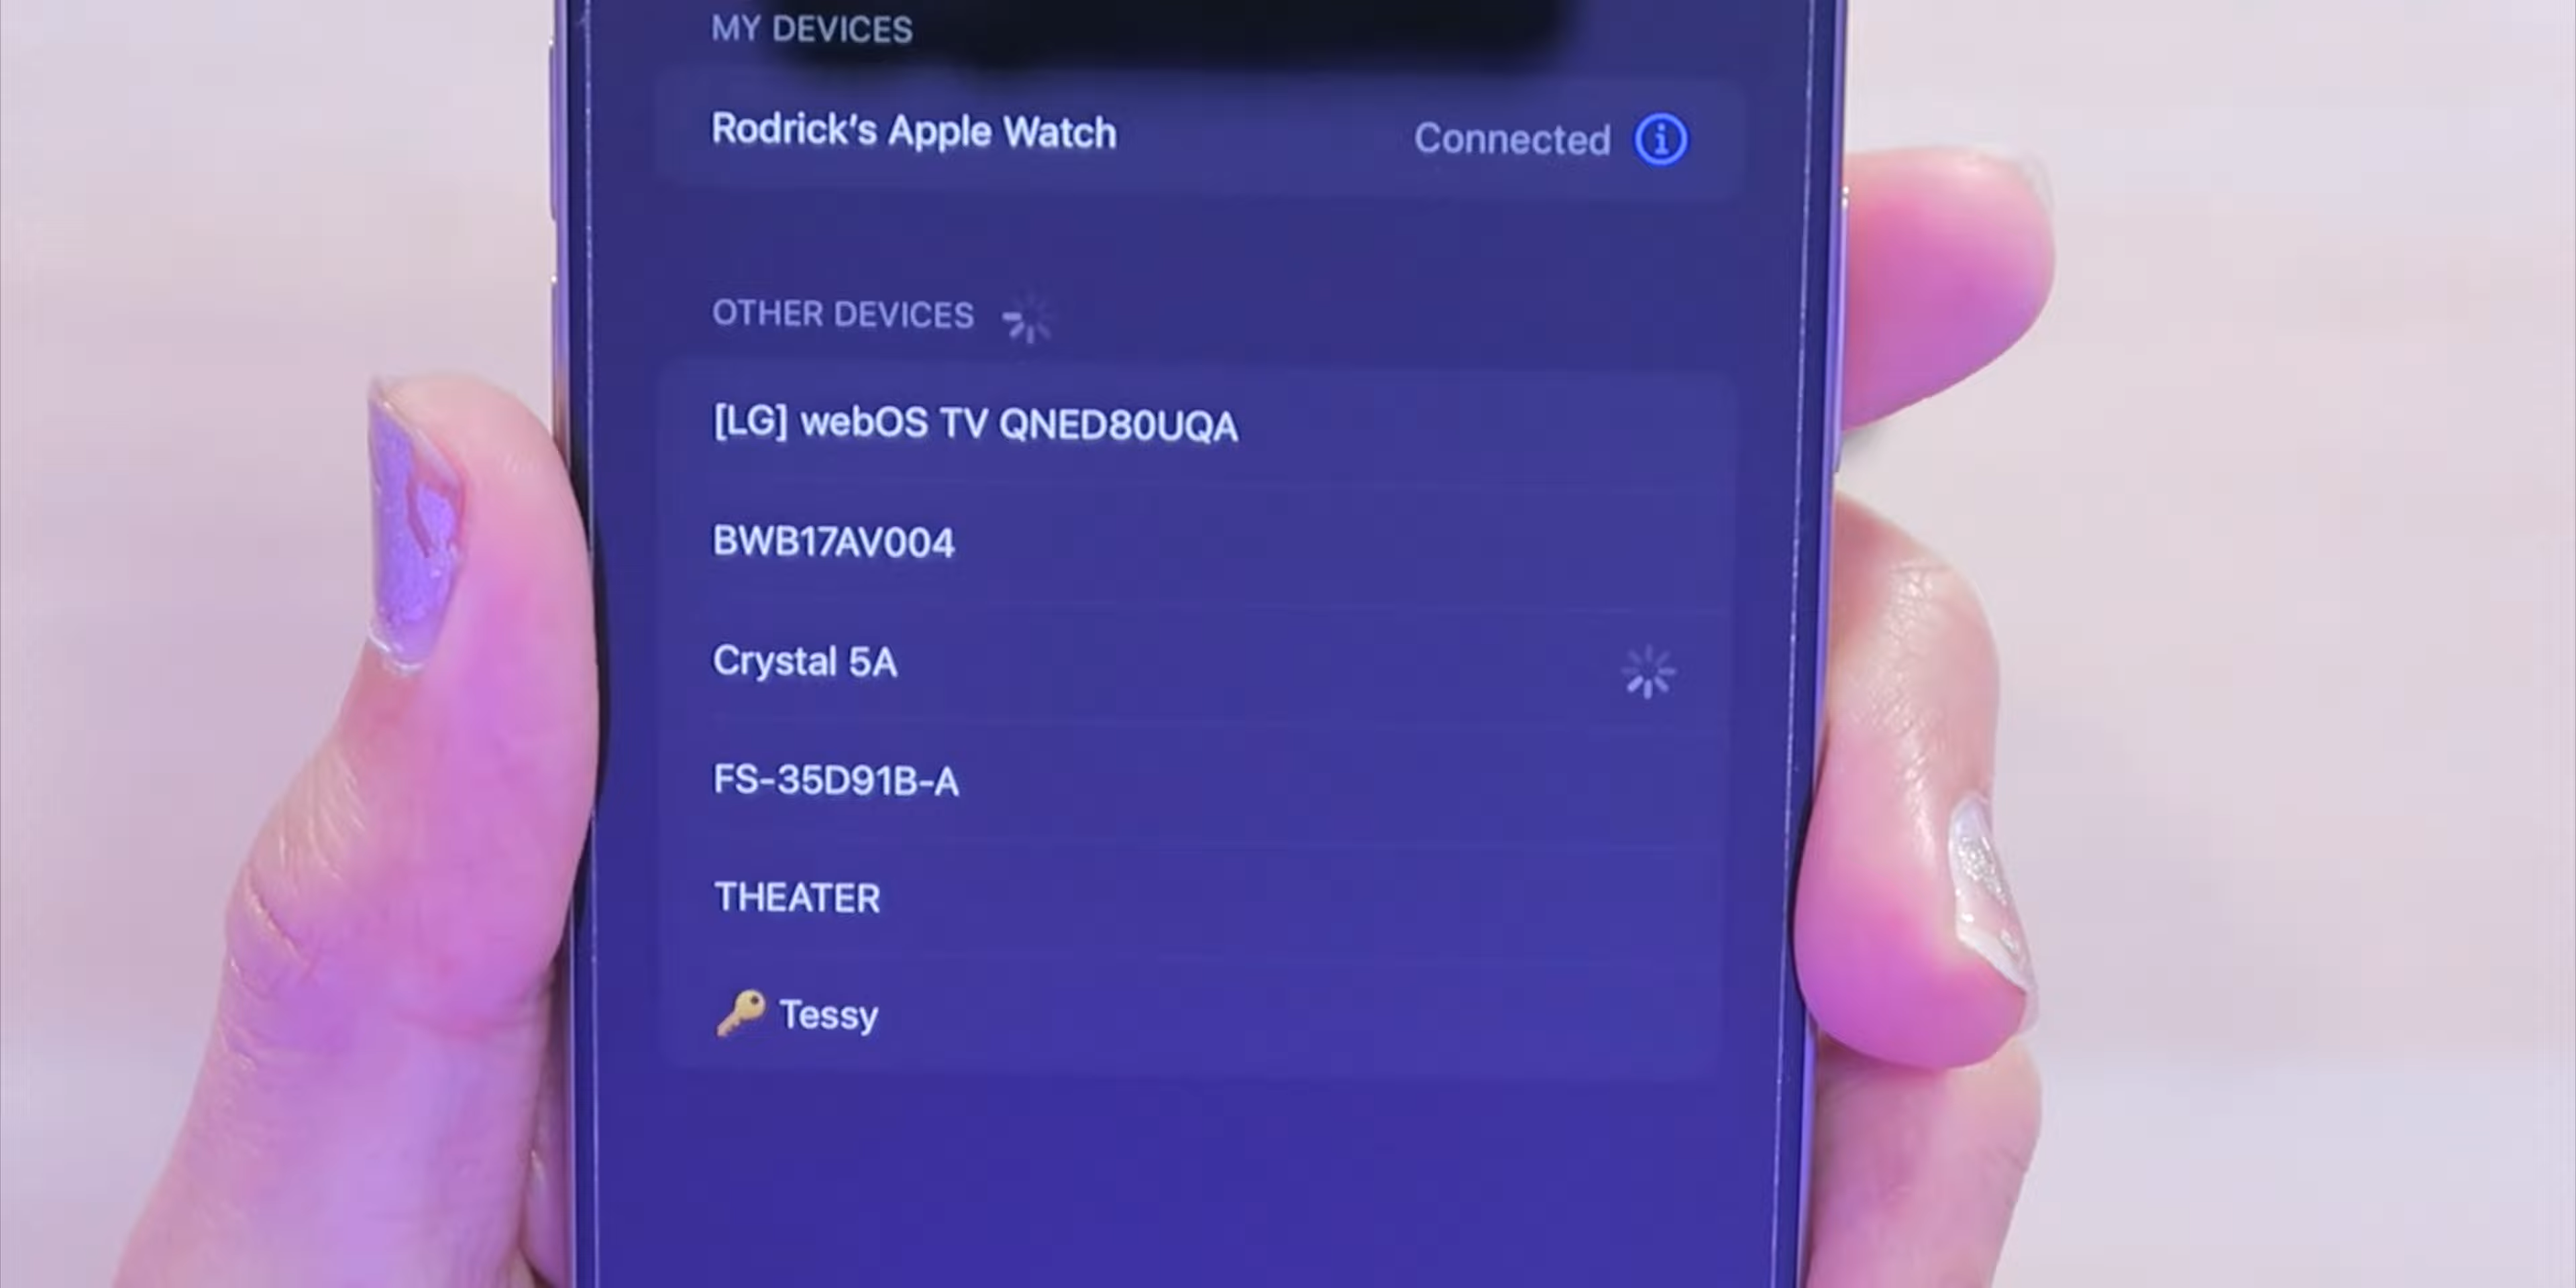 MY DEVICES
Rodrick's Apple Watch Connected
OTHER DEVICES
[LG] webOS TV QNED80UQA
BWB17AV004
Crystal 5A
FS-35D91B-A
THEATER
🔑 Tessy